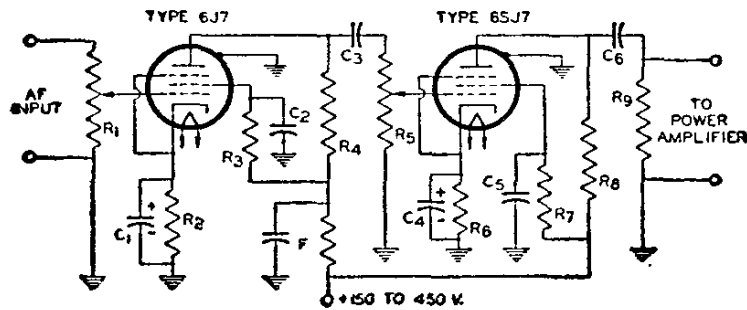 TYPE 6J7
TYPE 6SJ7
AF
INPUT
R1
C1
+
-
R2
R3
C2
R4
F
C3
R5
C4
+
-
R6
C5
R7
R8
C6
R9
TO
POWER
AMPLIFIER
+150 TO 450 V.